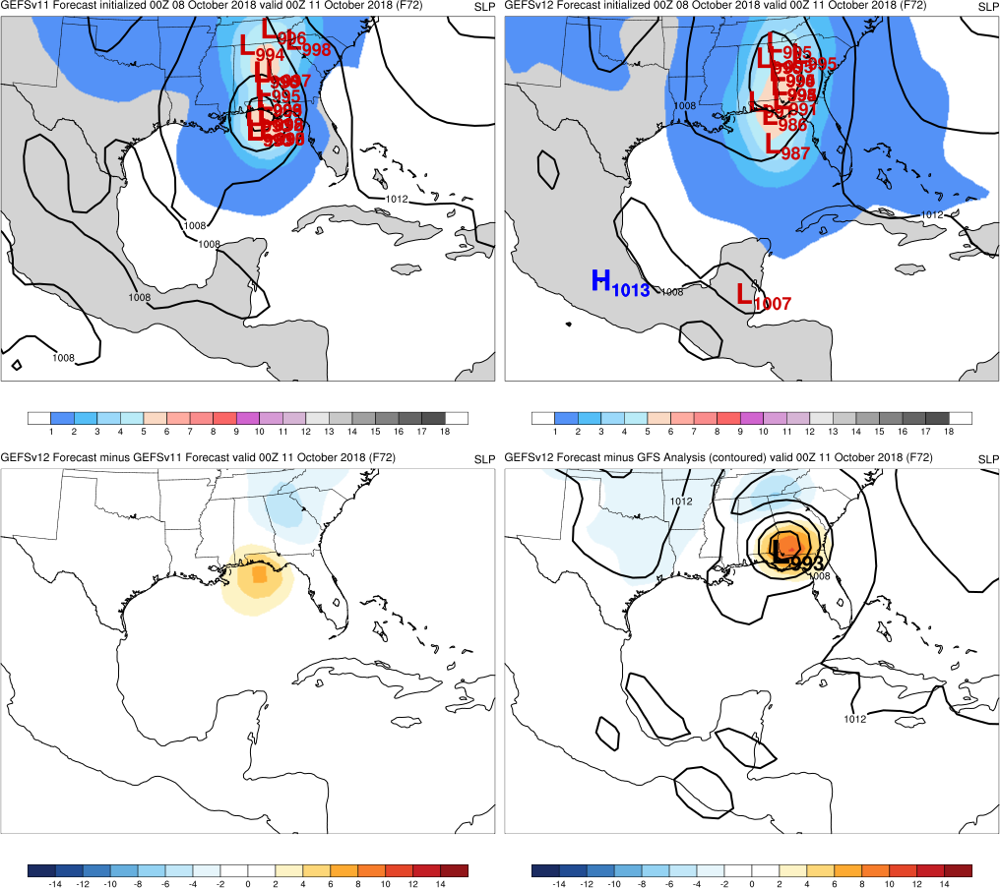 GEFSv11 Forecast initialized 00Z 08 October 2018 valid 00Z 11 October 2018 (F72) SLP
L996
L998
L994
995
1012
1008
1008
1008
1008
1 2 3 4 5 6 7 8 9 10 11 12 13 14 15 16 17 18
GEFSv12 Forecast initialized 00Z 08 October 2018 valid 00Z 11 October 2018 (F72) SLP
L995
L995
1008
991
L986
L987
1012
H1013
1008
L1007
1 2 3 4 5 6 7 8 9 10 11 12 13 14 15 16 17 18
GEFSv12 Forecast minus GEFSv11 Forecast valid 00Z 11 October 2018 (F72) SLP
-14 -12 -10 -8 -6 -4 -2 0 2 4 6 8 10 12 14
GEFSv12 Forecast minus GFS Analysis (contoured) valid 00Z 11 October 2018 (F72) SLP
1012
L993
1008
1012
-14 -12 -10 -8 -6 -4 -2 0 2 4 6 8 10 12 14